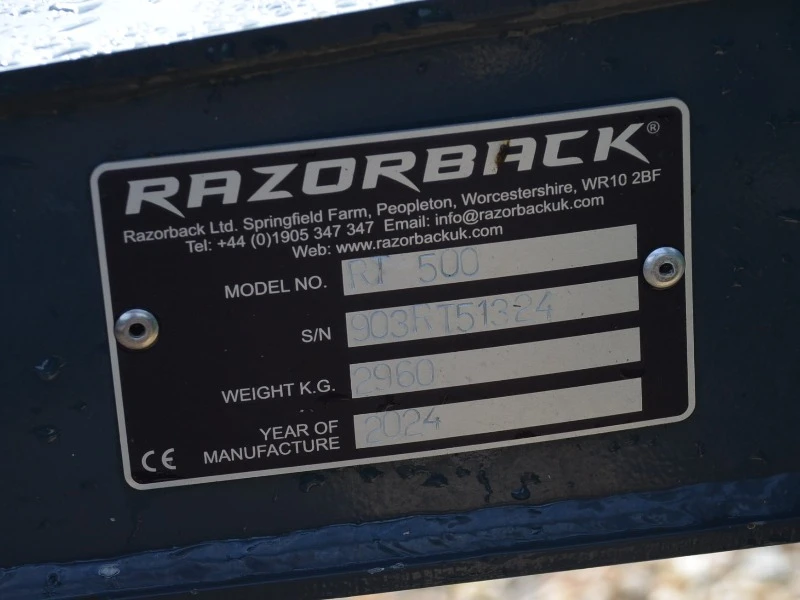 RAZORBACK®
Razorback Ltd. Springfield Farm, Peopleton, Worcestershire, WR10 2BF
Tel: +44 (0)1905 347 347 Email: info@razorbackuk.com
Web: www.razorbackuk.com
MODEL NO. RT 500
S/N 903RT51324
WEIGHT K.G. 2960
YEAR OF
MANUFACTURE 2024
CE